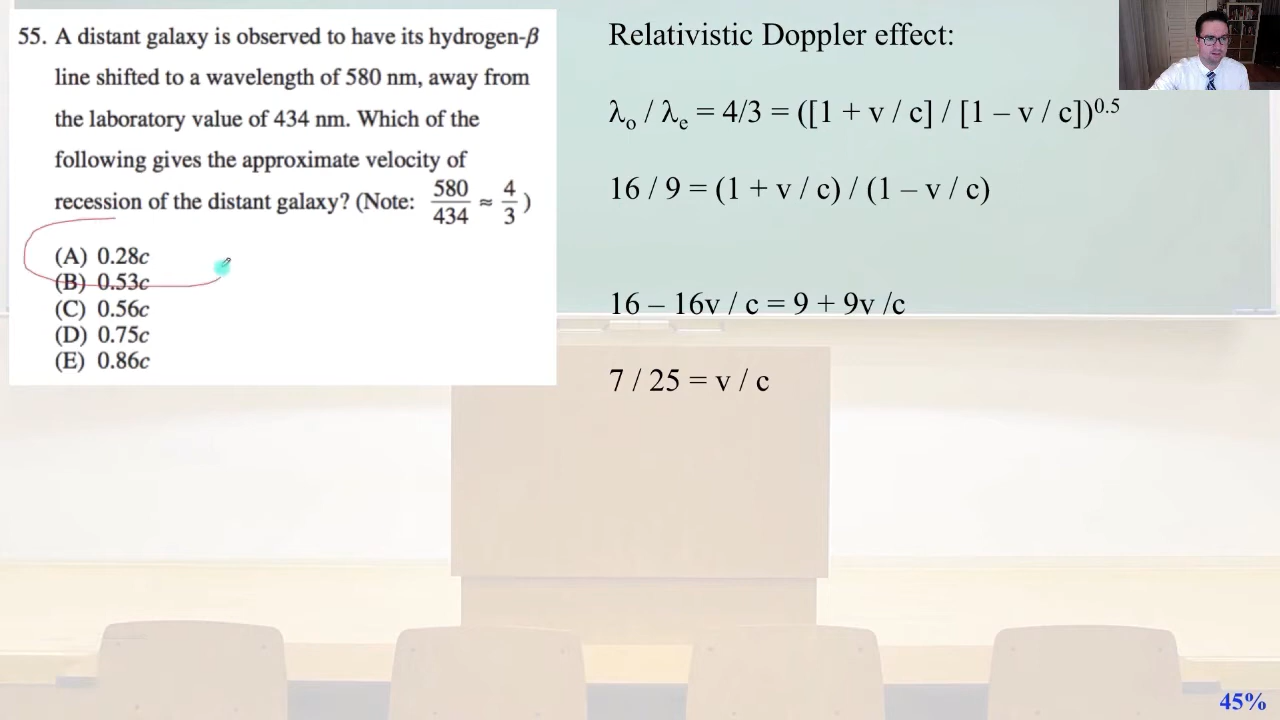 55. A distant galaxy is observed to have its hydrogen-β
line shifted to a wavelength of 580 nm, away from
the laboratory value of 434 nm. Which of the
following gives the approximate velocity of
recession of the distant galaxy? (Note: 580/434 ≈ 4/3)
(A) 0.28c
(B) 0.53c
(C) 0.56c
(D) 0.75c
(E) 0.86c
Relativistic Doppler effect:
λₒ / λₑ = 4/3 = ([1 + v / c] / [1 – v / c])^0.5
16 / 9 = (1 + v / c) / (1 – v / c)
16 – 16v / c = 9 + 9v /c
7 / 25 = v / c
45%